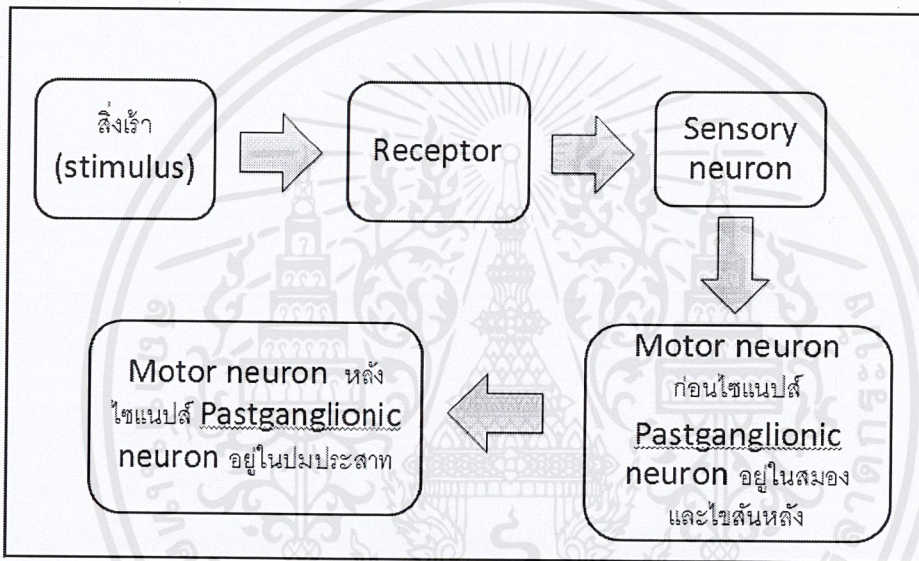 สิ่งเร้า
(stimulus)
Receptor
Sensory
neuron
Motor neuron
ก่อนไซแนปส์
Pastganglionic
neuron อยู่ในสมอง
และไขสันหลัง
Motor neuron หลัง
ไซแนปส์ Pastganglionic
neuron อยู่ในปมประสาท